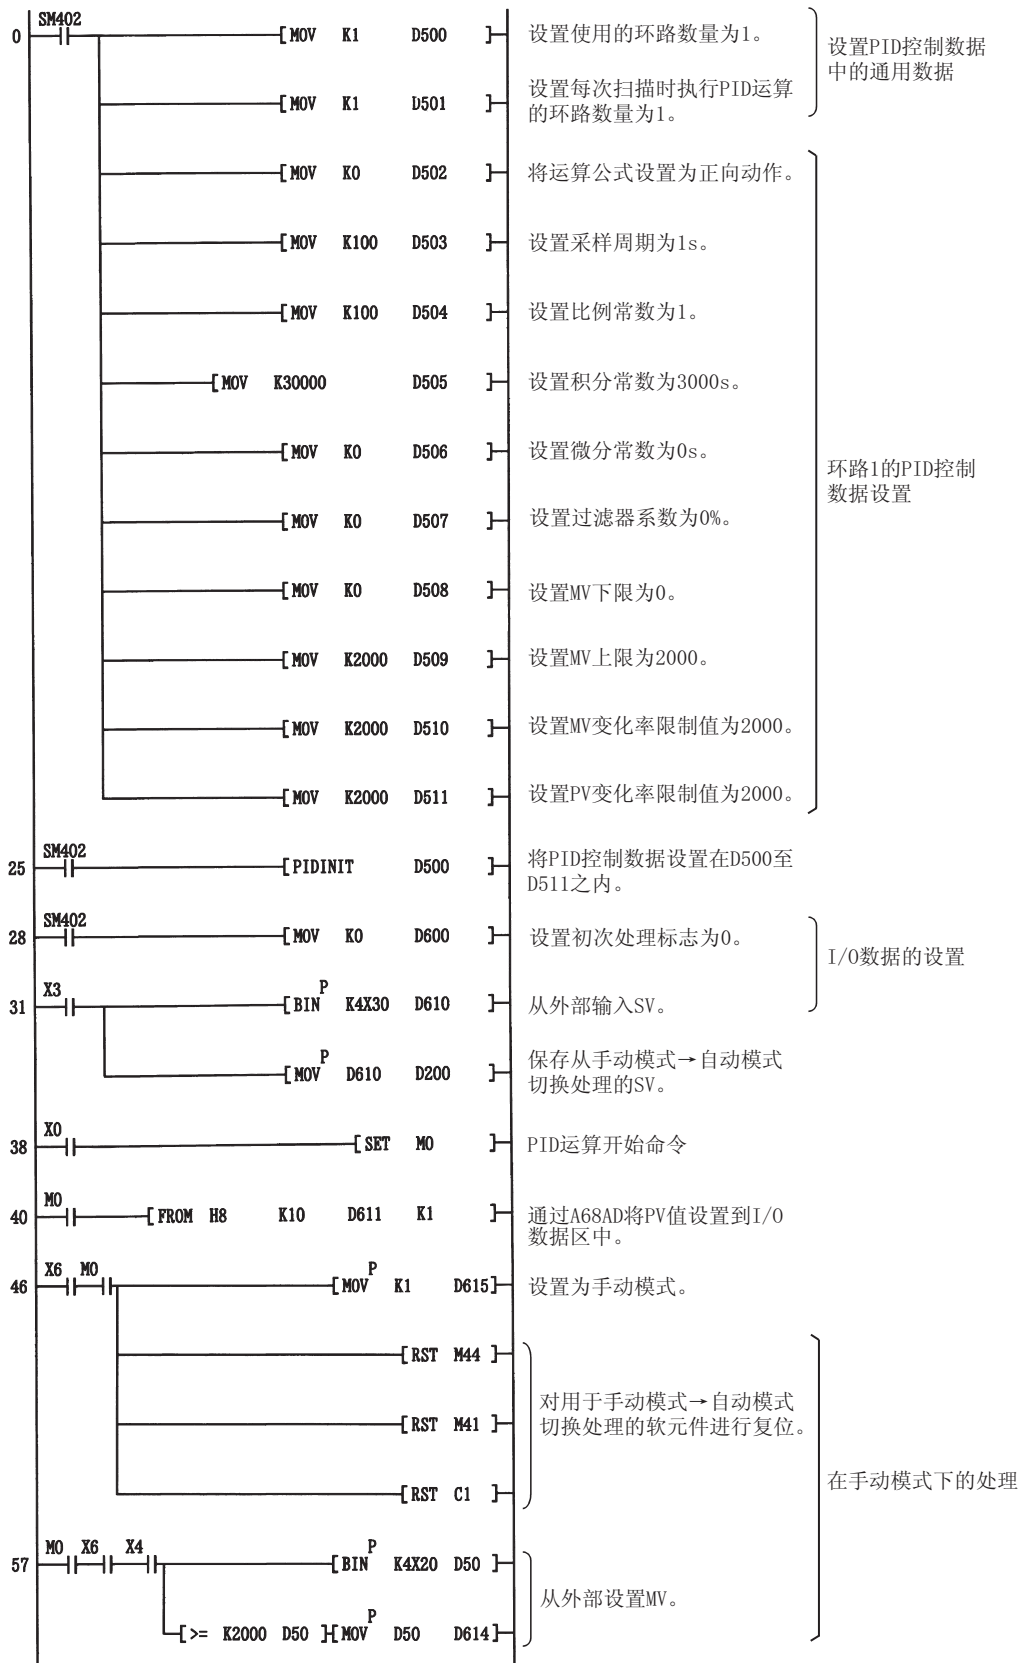 SM402
0 [MOV K1 D500 ] 设置使用的环路数量为1。
设置PID控制数据
中的通用数据
[MOV K1 D501 ] 设置每次扫描时执行PID运算
的环路数量为1。
[MOV K0 D502 ] 将运算公式设置为正向动作。
[MOV K100 D503 ] 设置采样周期为1s。
[MOV K100 D504 ] 设置比例常数为1。
[MOV K30000 D505 ] 设置积分常数为3000s。
[MOV K0 D506 ] 设置微分常数为0s。
环路1的PID控制
数据设置
[MOV K0 D507 ] 设置过滤器系数为0%。
[MOV K0 D508 ] 设置MV下限为0。
[MOV K2000 D509 ] 设置MV上限为2000。
[MOV K2000 D510 ] 设置MV变化率限制值为2000。
[MOV K2000 D511 ] 设置PV变化率限制值为2000。
SM402
25 [PIDINIT D500 ] 将PID控制数据设置在D500至
D511之内。
SM402
28 [MOV K0 D600 ] 设置初次处理标志为0。
I/O数据的设置
X3 P
31 [BIN K4X30 D610 ] 从外部输入SV。
P
[MOV D610 D200 ] 保存从手动模式→自动模式
切换处理的SV。
X0
38 [SET M0 ] PID运算开始命令
M0
40 [FROM H8 K10 D611 K1 ] 通过A68AD将PV值设置到I/O
数据区中。
X6 M0 P
46 [MOV K1 D615] 设置为手动模式。
[RST M44 ]
对用于手动模式→自动模式
切换处理的软元件进行复位。
[RST M41 ]
在手动模式下的处理
[RST C1 ]
M0 X6 X4 P
57 [BIN K4X20 D50 ]
从外部设置MV。
P
[>= K2000 D50 ][MOV D50 D614]